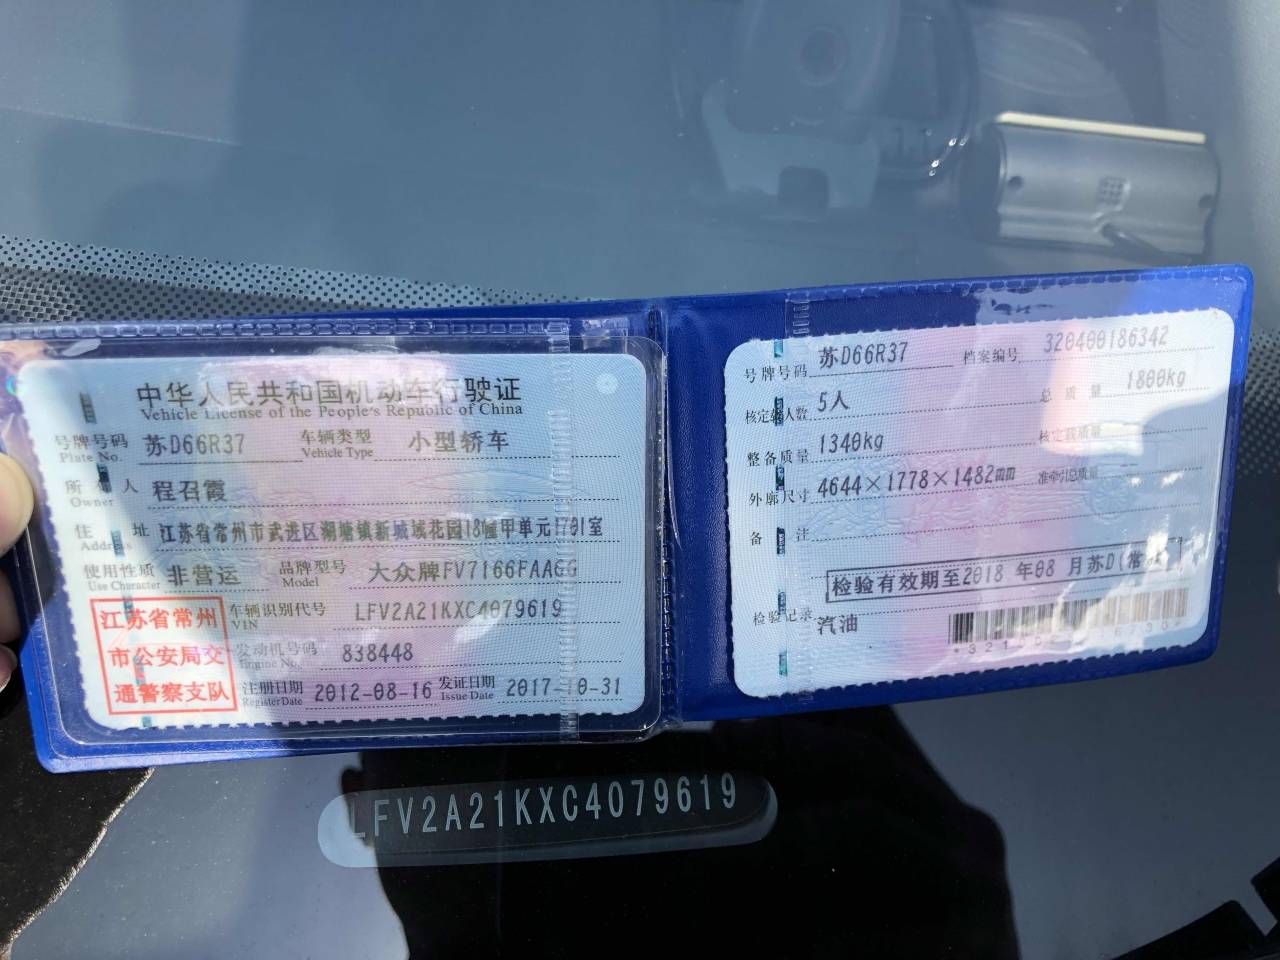 中华人民共和国机动车行驶证
Vehicle License of the People's Republic of China
号牌号码 苏D66R37 车辆类型 小型轿车
Plate No. Vehicle Type
所有人 程召霞
Owner
住址 江苏省常州市武进区湖塘镇新城域花园18幢甲单元1701室
Address
使用性质 非营运 品牌型号 大众牌FV7166FAAGG
Use Character Model
江苏省常州
市公安局交
通警察支队
车辆识别代号 LFV2A21KXC4079619
VIN
发动机号码 838448
Engine No.
注册日期 2012-08-16 发证日期 2017-10-31
Register Date Issue Date
号牌号码 苏D66R37 档案编号 320400186342
核定载人数 5人 总质量 1800kg
整备质量 1340kg 核定载质量
外廓尺寸 4644×1778×1482mm 准牵引总质量
备注
检验有效期至2018 年08 月苏D(常
检验记录
汽油
LFV2A21KXC4079619